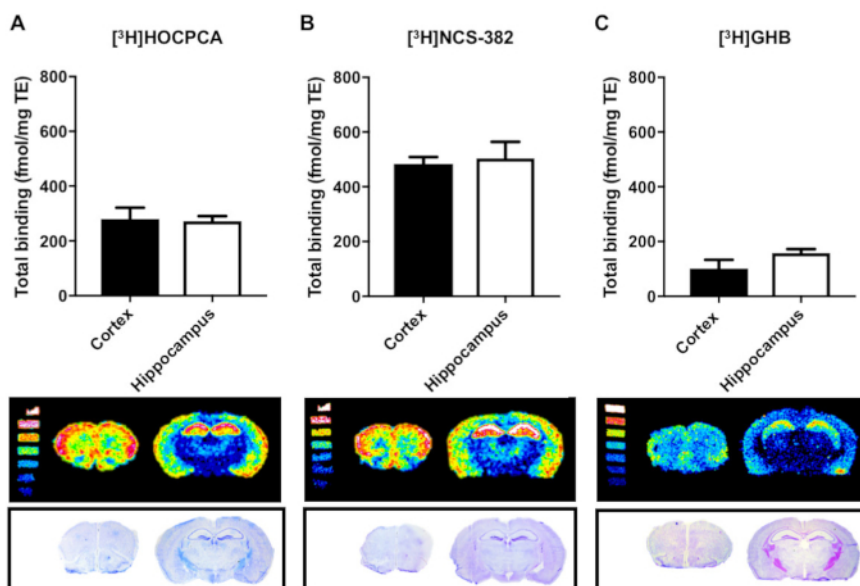 A
[³H]HOCPCA
Total binding (fmol/mg TE)
800
600
400
200
0
Cortex
Hippocampus
B
[³H]NCS-382
Total binding (fmol/mg TE)
800
600
400
200
0
Cortex
Hippocampus
C
[³H]GHB
Total binding (fmol/mg TE)
800
600
400
200
0
Cortex
Hippocampus